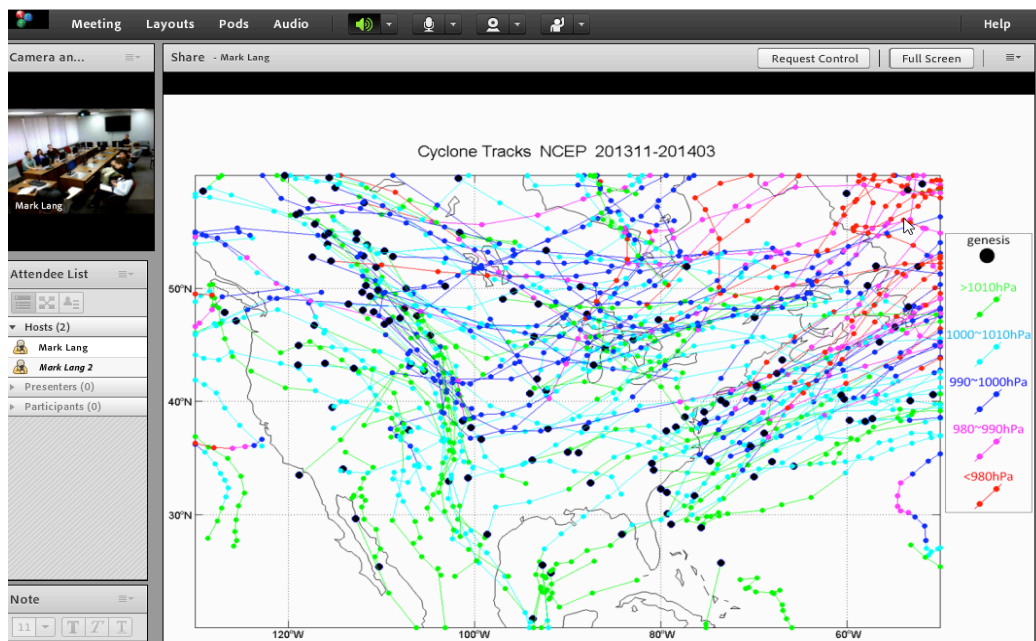 Meeting Layouts Pods Audio Help
Camera an...
Mark Lang
Attendee List
Hosts (2)
Mark Lang
Mark Lang 2
Presenters (0)
Participants (0)
Note
11 T T T
Share - Mark Lang Request Control Full Screen
Cyclone Tracks NCEP 201311-201403
50°N
40°N
30°N
120°W 100°W 80°W 60°W
genesis
>1010hPa
1000~1010hPa
990~1000hPa
980~990hPa
<980hPa